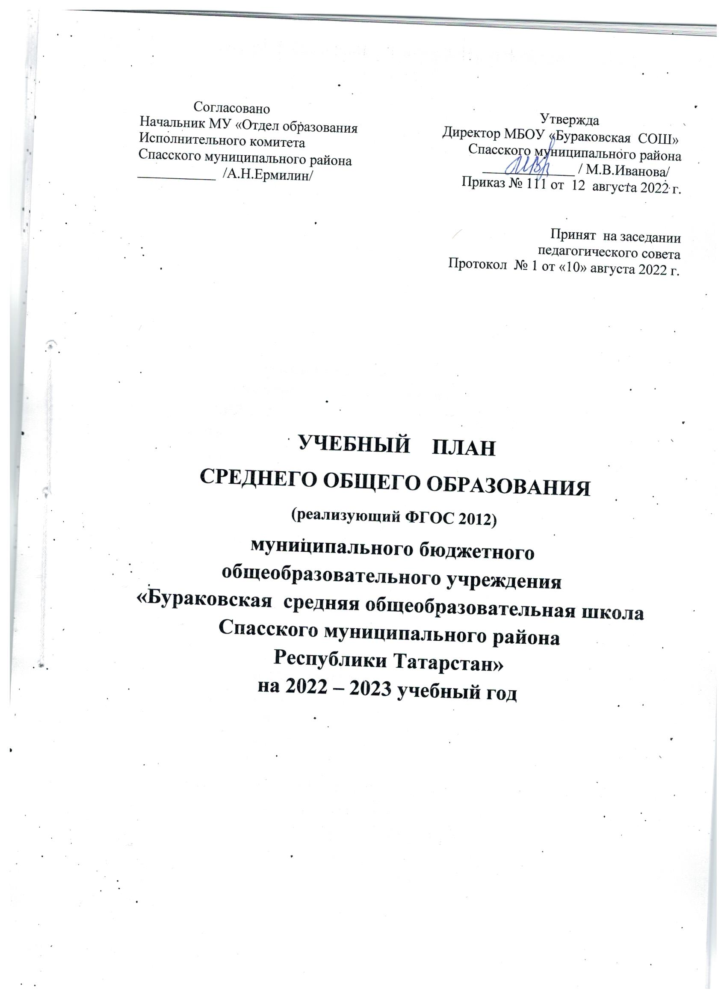 Согласовано
Начальник МУ «Отдел образования
Исполнительного комитета
Спасского муниципального района
___________ /А.Н.Ермилин/
Утвержда
Директор МБОУ «Бураковская СОШ»
Спасского муниципального района
_____________ / М.В.Иванова/
Приказ № 111 от 12 августа 2022 г.
Принят на заседании
педагогического совета
Протокол № 1 от «10» августа 2022 г.
УЧЕБНЫЙ ПЛАН
СРЕДНЕГО ОБЩЕГО ОБРАЗОВАНИЯ
(реализующий ФГОС 2012)
муниципального бюджетного
общеобразовательного учреждения
«Бураковская средняя общеобразовательная школа
Спасского муниципального района
Республики Татарстан»
на 2022 – 2023 учебный год